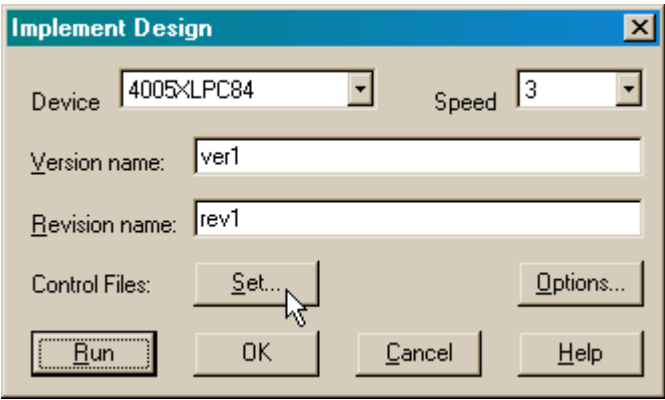 Implement Design
Device 4005XLPC84 Speed 3
Version name: ver1
Revision name: rev1
Control Files: Set... Options...
Run OK Cancel Help